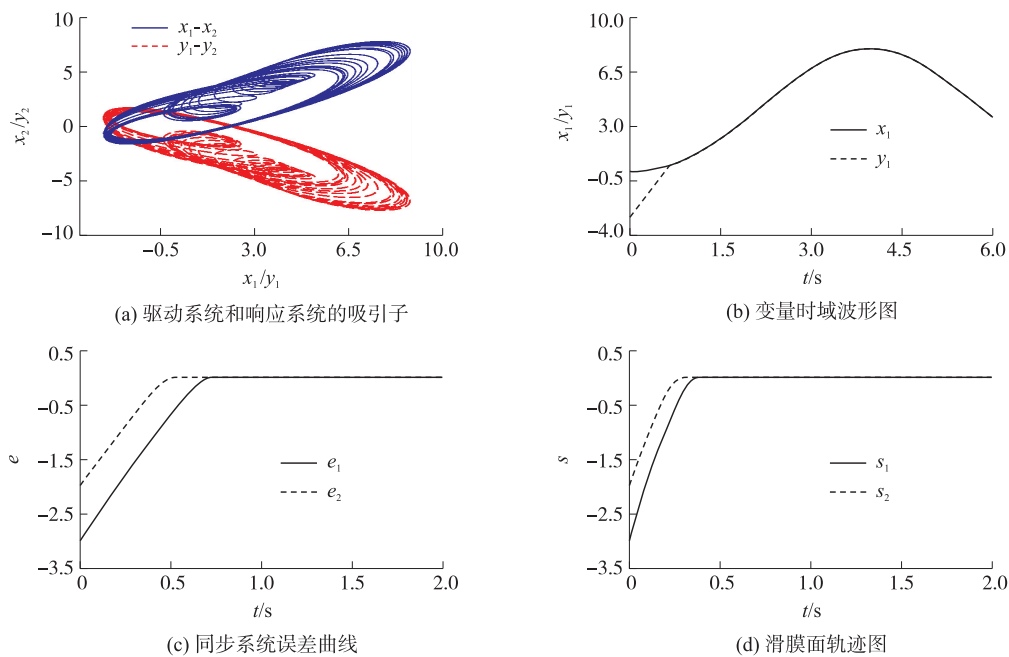 10
5
0
−5
−10
x₂/y₂
x₁-x₂
y₁-y₂
−0.5
3.0
6.5
10.0
x₁/y₁
(a) 驱动系统和响应系统的吸引子
10.0
6.5
3.0
−0.5
−4.0
x₁/y₁
x₁
y₁
0
1.5
3.0
4.5
6.0
t/s
(b) 变量时域波形图
0.5
−0.5
−1.5
−2.5
−3.5
e
e₁
e₂
0
0.5
1.0
1.5
2.0
t/s
(c) 同步系统误差曲线
0.5
−0.5
−1.5
−2.5
−3.5
s
s₁
s₂
0
0.5
1.0
1.5
2.0
t/s
(d) 滑膜面轨迹图